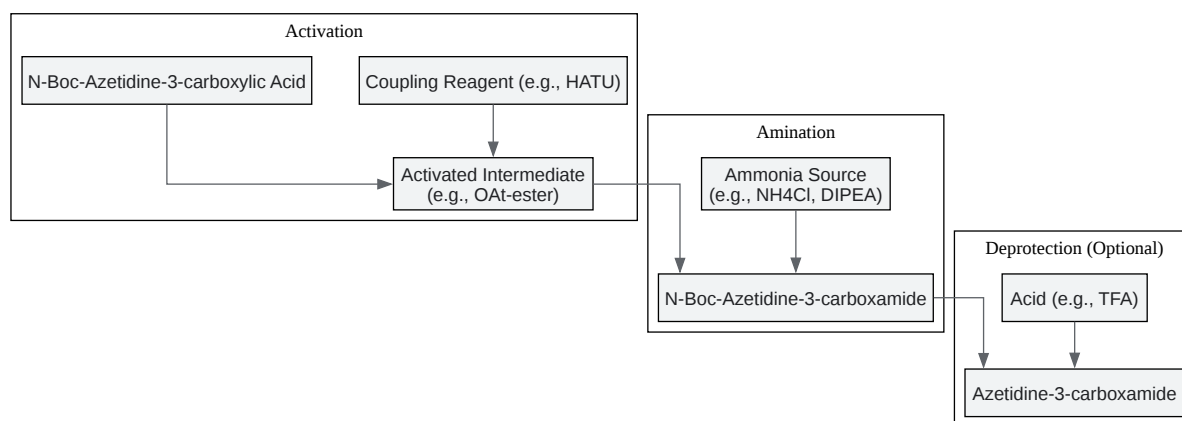 Activation
N-Boc-Azetidine-3-carboxylic Acid
Coupling Reagent (e.g., HATU)
Activated Intermediate
(e.g., OAt-ester)
Amination
Ammonia Source
(e.g., NH4Cl, DIPEA)
N-Boc-Azetidine-3-carboxamide
Deprotection (Optional)
Acid (e.g., TFA)
Azetidine-3-carboxamide